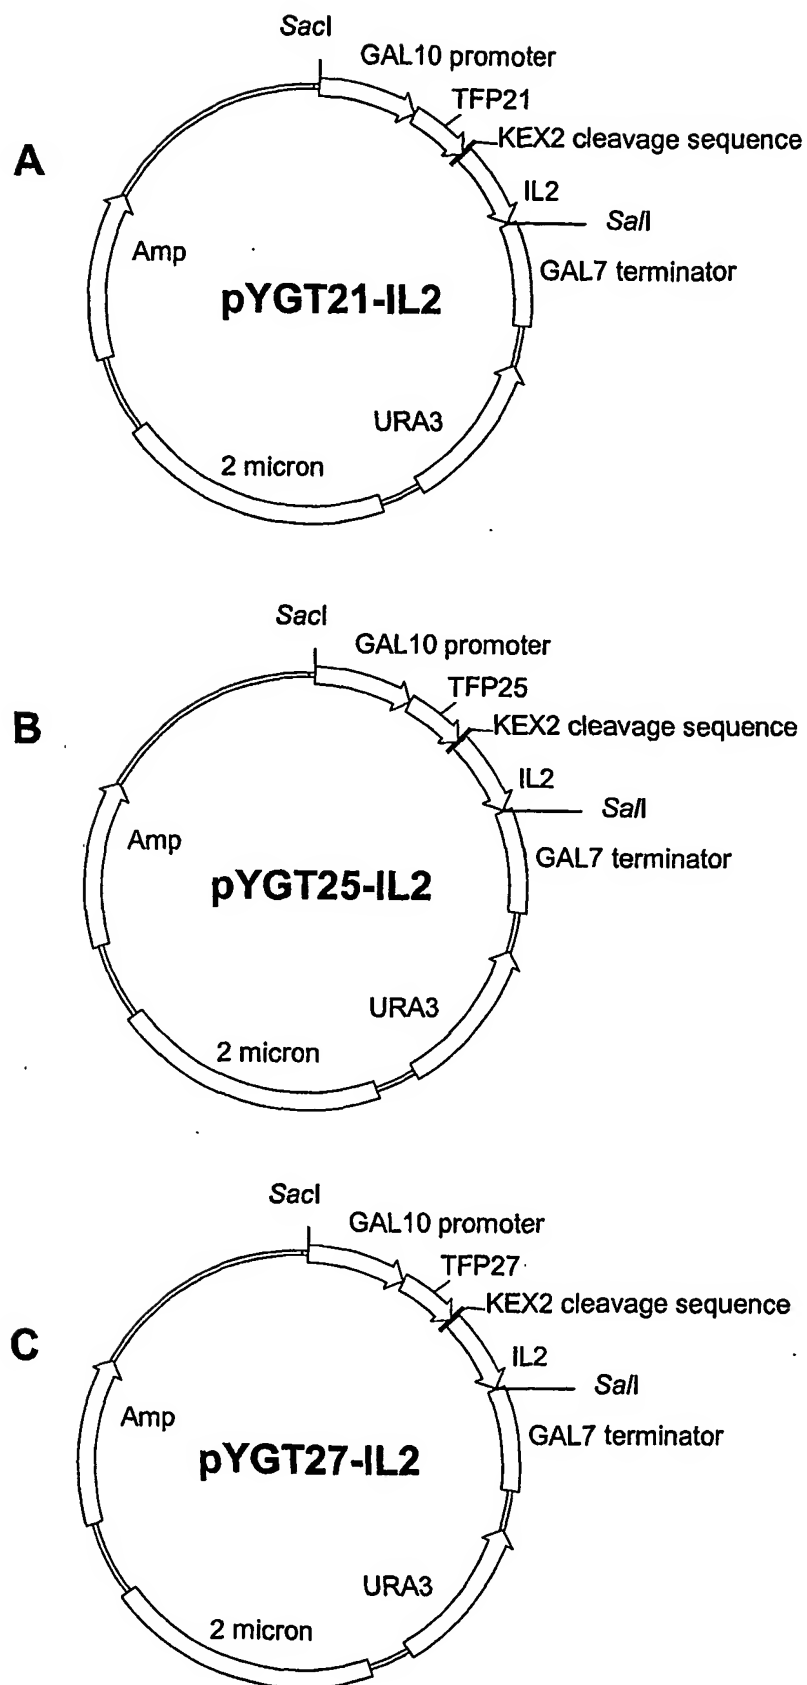 SacI
GAL10 promoter
TFP21
KEX2 cleavage sequence
A
IL2
SalI
Amp
GAL7 terminator
pYGT21-IL2
URA3
2 micron
SacI
GAL10 promoter
TFP25
KEX2 cleavage sequence
B
IL2
SalI
Amp
GAL7 terminator
pYGT25-IL2
URA3
2 micron
SacI
GAL10 promoter
TFP27
KEX2 cleavage sequence
C
IL2
SalI
Amp
GAL7 terminator
pYGT27-IL2
URA3
2 micron